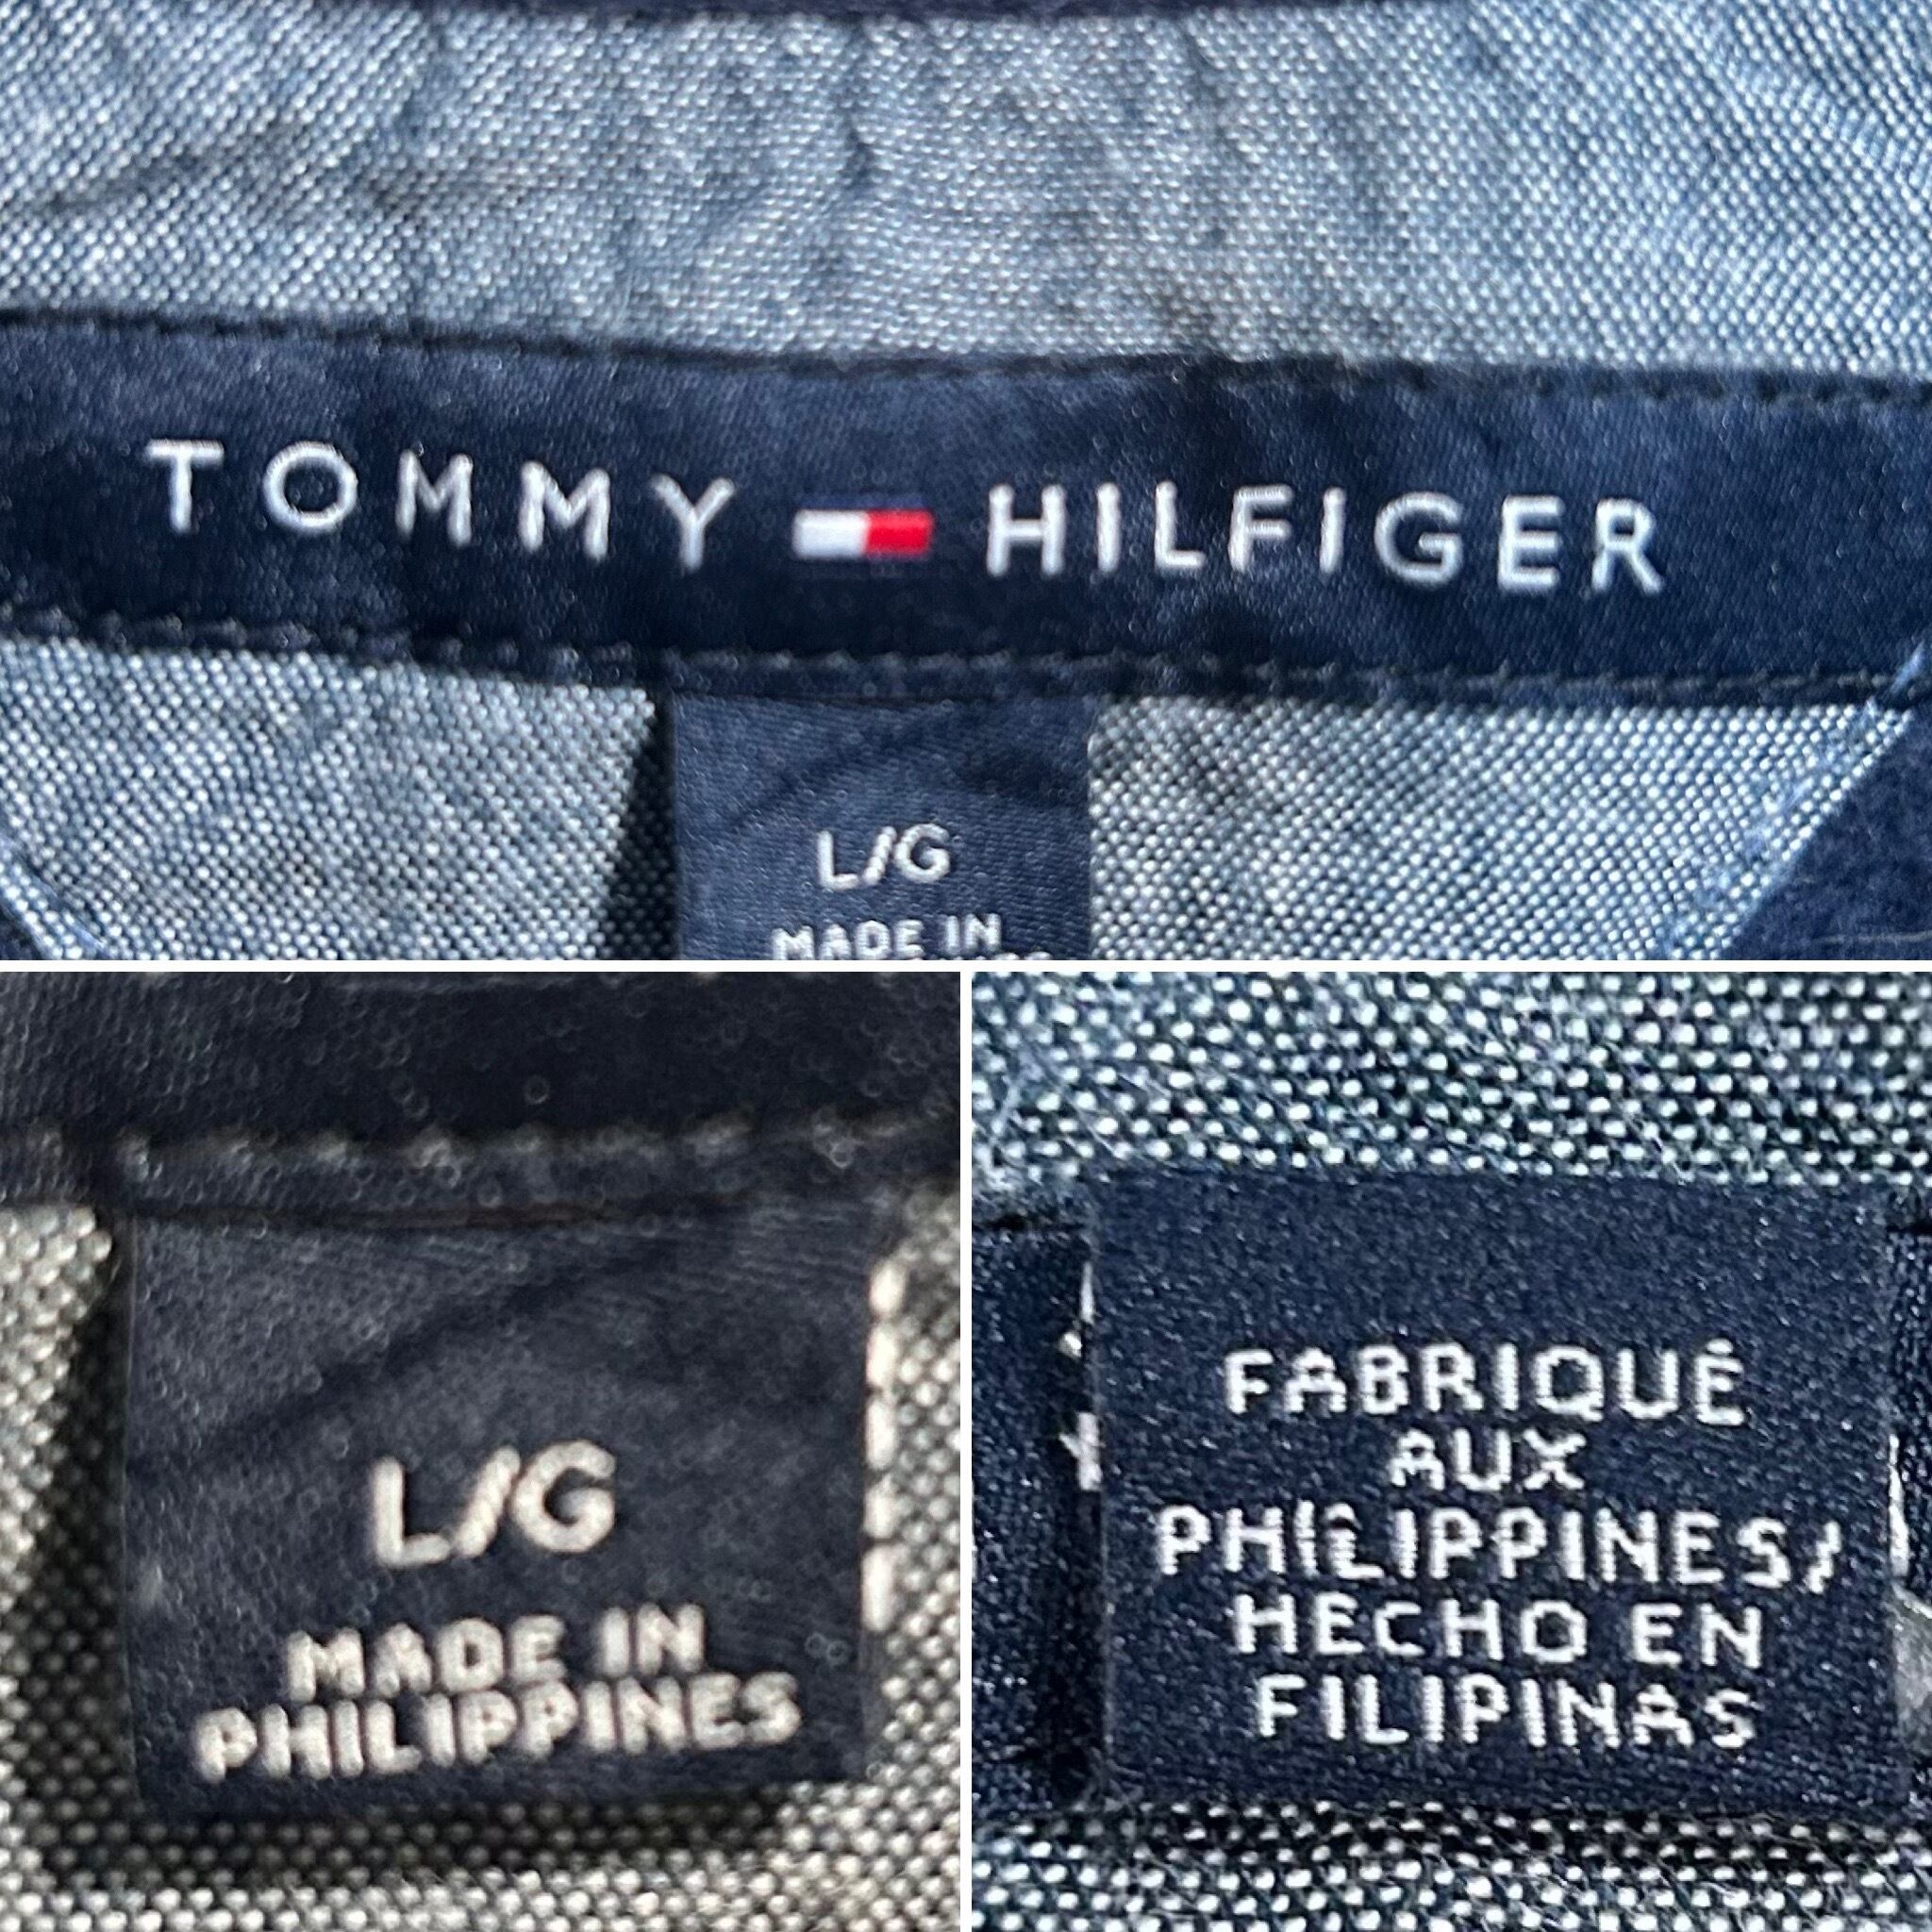 TOMMY HILFIGER
L/G
MADE IN
L/G
MADE IN
PHILIPPINES
FABRIQUÉ
AUX
PHILIPPINES/
HECHO EN
FILIPINAS